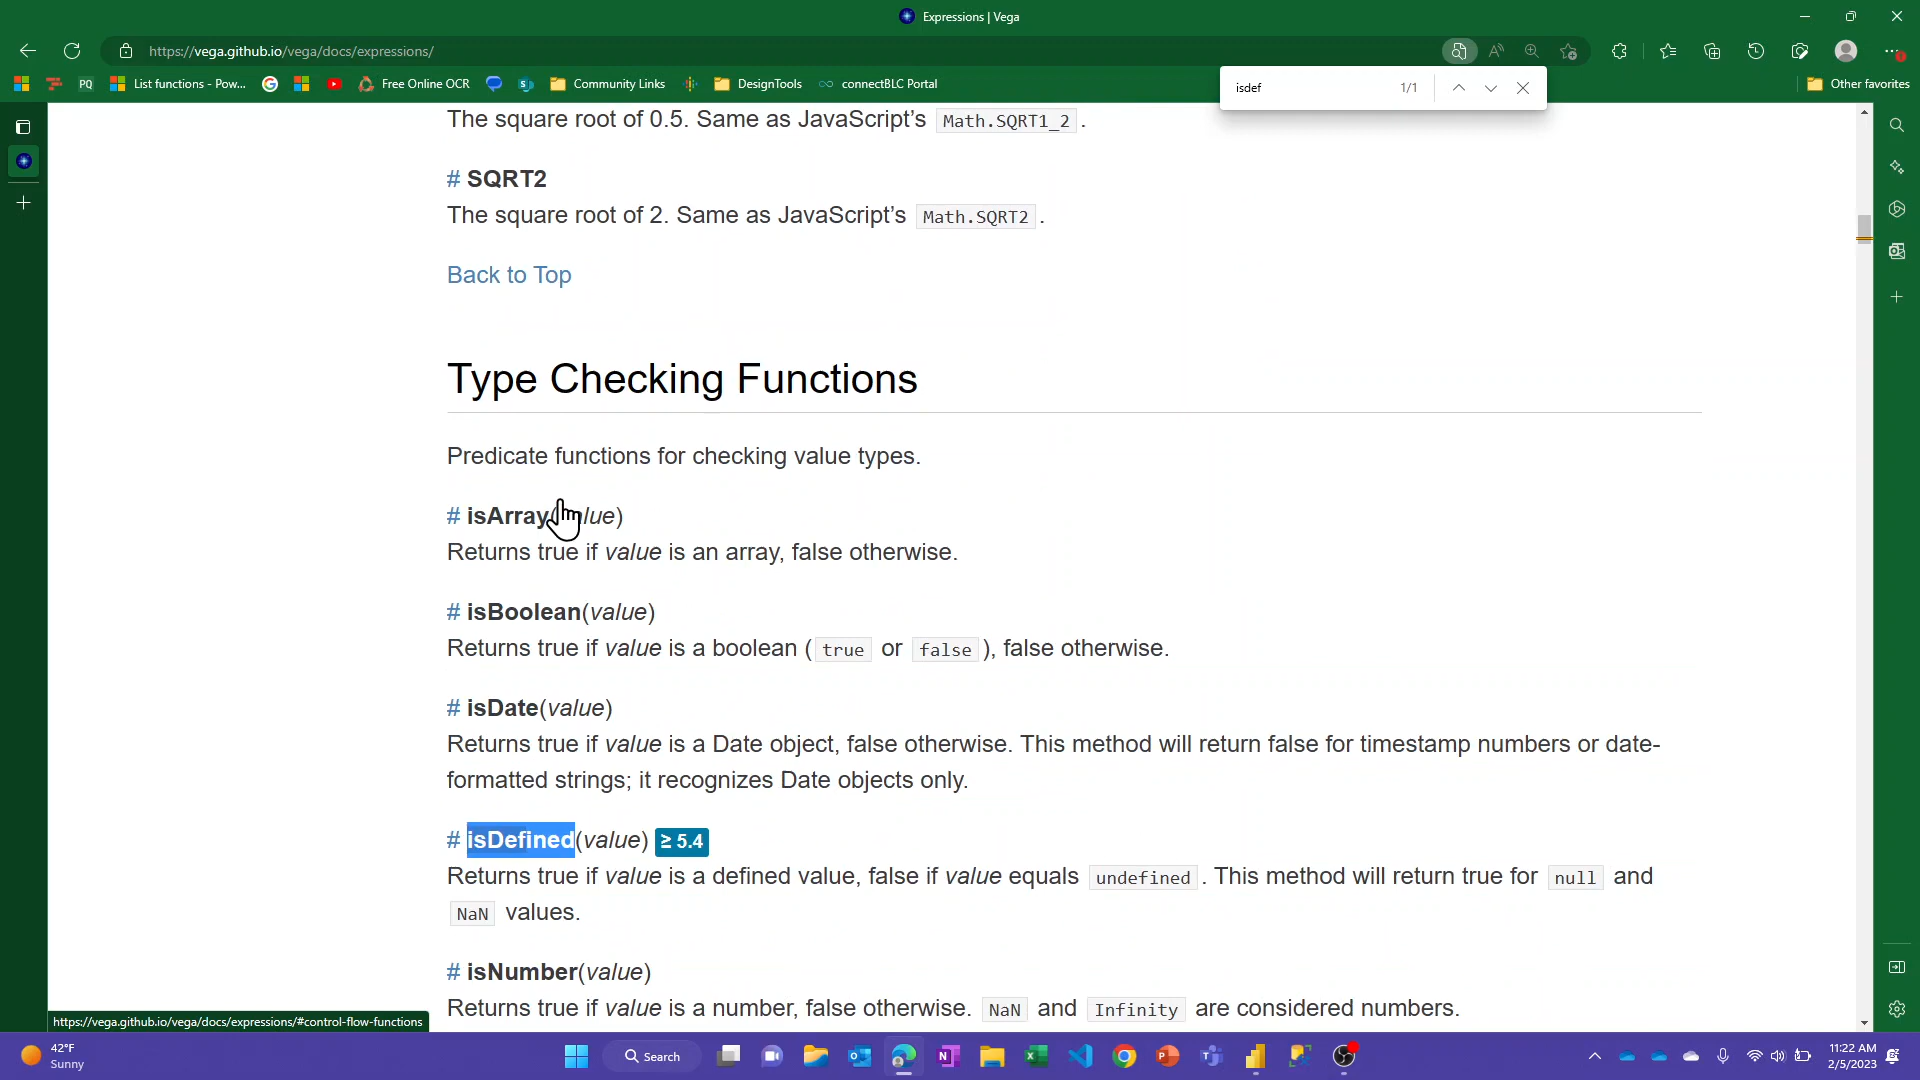 Expressions | Vega
https://vega.github.io/vega/docs/expressions/
PQ
List functions - Pow...
Free Online OCR
Community Links
DesignTools
connectBLC Portal
Other favorites
isdef 1/1
The square root of 0.5. Same as JavaScript's Math.SQRT1_2 .
# SQRT2
The square root of 2. Same as JavaScript's Math.SQRT2 .
Back to Top
Type Checking Functions
Predicate functions for checking value types.
# isArray(value)
Returns true if value is an array, false otherwise.
# isBoolean(value)
Returns true if value is a boolean ( true or false ), false otherwise.
# isDate(value)
Returns true if value is a Date object, false otherwise. This method will return false for timestamp numbers or date-
formatted strings; it recognizes Date objects only.
# isDefined(value) ≥ 5.4
Returns true if value is a defined value, false if value equals undefined . This method will return true for null and
NaN values.
# isNumber(value)
Returns true if value is a number, false otherwise. NaN and Infinity are considered numbers.
https://vega.github.io/vega/docs/expressions/#control-flow-functions
42°F
Sunny
Search
11:22 AM
2/5/2023